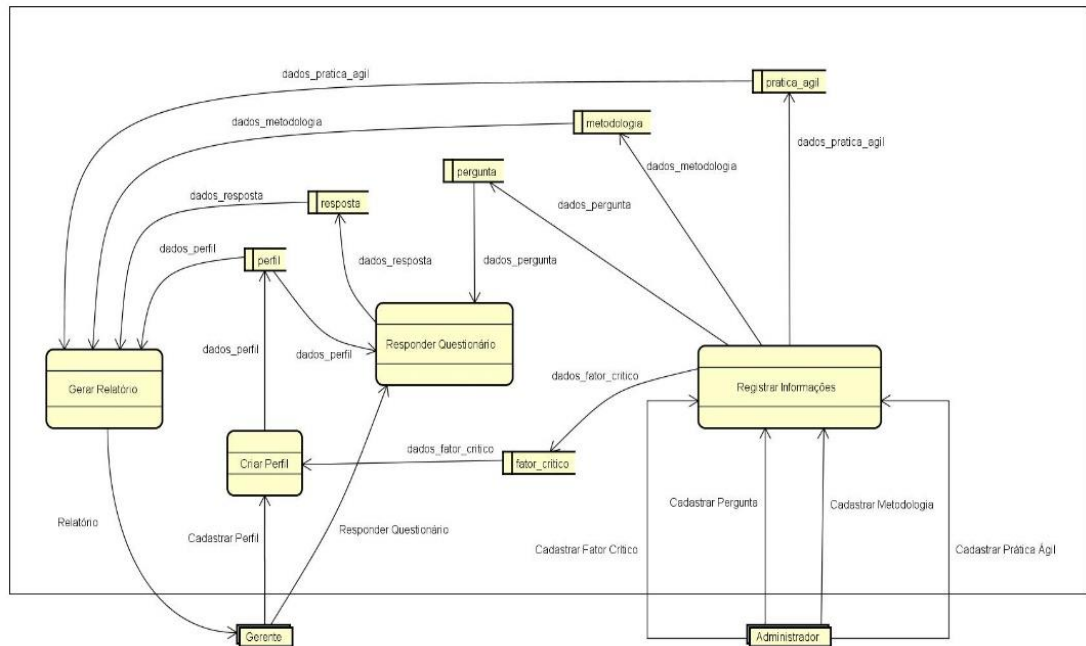 dados_pratica_agil
pratica_agil
dados_metodologia
metodologia
dados_pratica_agil
dados_metodologia
pergunta
dados_resposta
resposta
dados_pergunta
dados_perfil
perfil
dados_resposta
dados_pergunta
Responder Questionário
dados_perfil
dados_perfil
dados_fator_critico
Gerar Relatório
Registrar Informações
dados_fator_critico
fator_critico
Criar Perfil
Relatório
Cadastrar Perfil
Responder Questionário
Cadastrar Pergunta
Cadastrar Metodologia
Cadastrar Fator Crítico
Cadastrar Prática Ágil
Gerente
Administrador